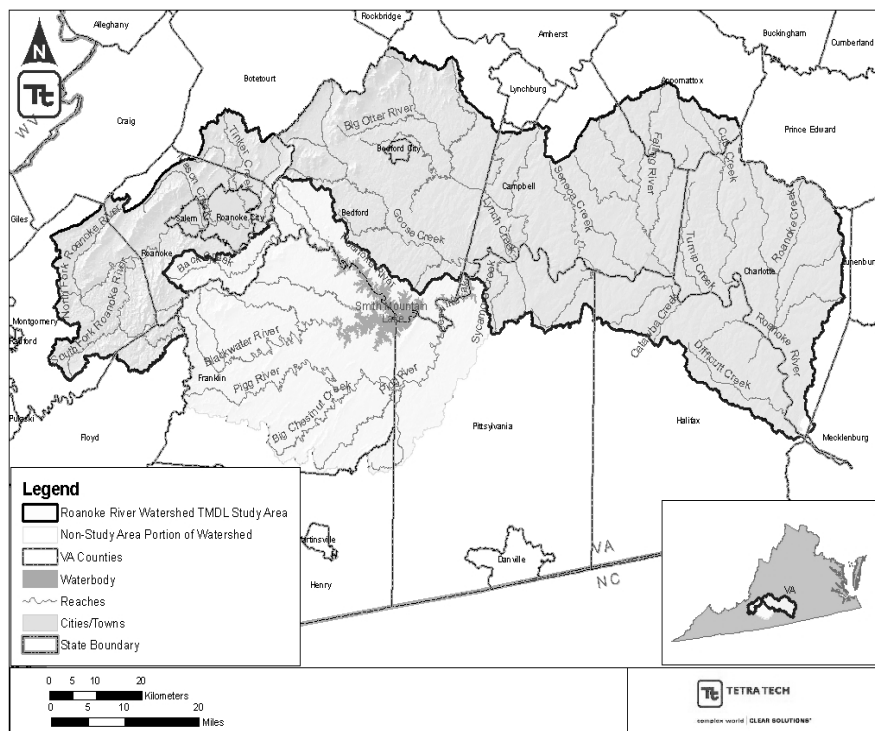 Rockbridge
Alleghany
Amherst
Buckingham
Cumberland
N
Botetourt
Appomattox
Tt
Lynchburg
WV
Craig
Big Otter River
Prince Edward
Tinker Creek
Bedford City
Falling River
Cub Creek
Campbell
Seneca Creek
Giles
Salem
Roanoke City
Bedford
Goose Creek
Roanoke Creek
North Fork Roanoke River
Roanoke
Turnip Creek
Charlotte
South Fork Roanoke River
Smith Mountain
Lake
Montgomery
Sycamore Creek
Catawba Creek
Roanoke
River
Blackwater River
Franklin
Pigg River
Pigg River
Difficult Creek
Big Chestnut Creek
Pulaski
Floyd
Pittsylvania
Halifax
Mecklenburg
Legend
Roanoke River Watershed TMDL Study Area
Non-Study Area Portion of Watershed
VA Counties
Waterbody
Reaches
Cities/Towns
State Boundary
Henry
Danville
VA
NC
VA
0 5 10 20
Kilometers
0 5 10 20
Miles
Tt TETRA TECH
complex world | CLEAR SOLUTIONS